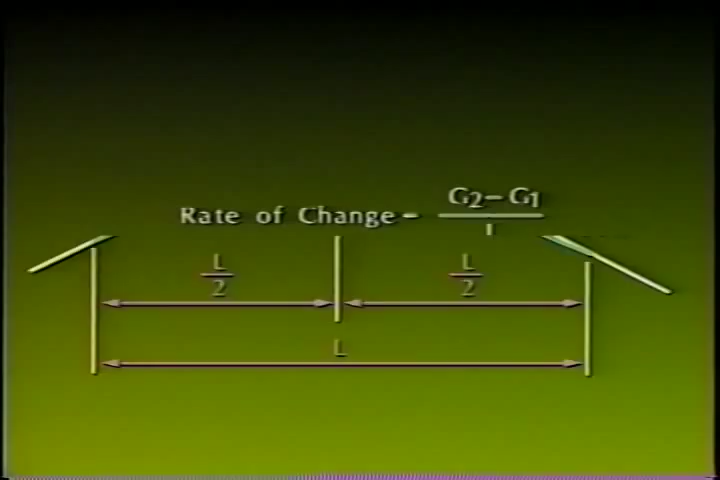 Rate of Change = G2 – G1
L/2 L/2
L